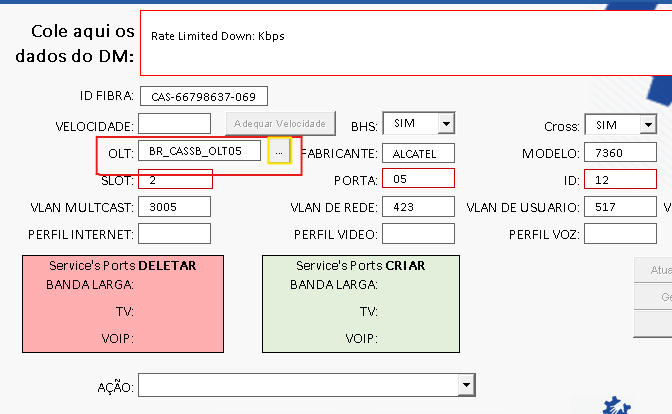 Cole aqui os dados do DM:
Rate Limited Down: Kbps
ID FIBRA: CAS-66798637-069
VELOCIDADE: Adequar Velocidade BHS: SIM Cross: SIM
OLT: BR_CASSB_OLT05 ... FABRICANTE: ALCATEL MODELO: 7360
SLOT: 2 PORTA: 05 ID: 12
VLAN MULTCAST: 3005 VLAN DE REDE: 423 VLAN DE USUARIO: 517 V
PERFIL INTERNET: PERFIL VIDEO: PERFIL VOZ:
Service's Ports DELETAR
BANDA LARGA:
TV:
VOIP:
Service's Ports CRIAR
BANDA LARGA:
TV:
VOIP:
Atua
Ge
AÇÃO: